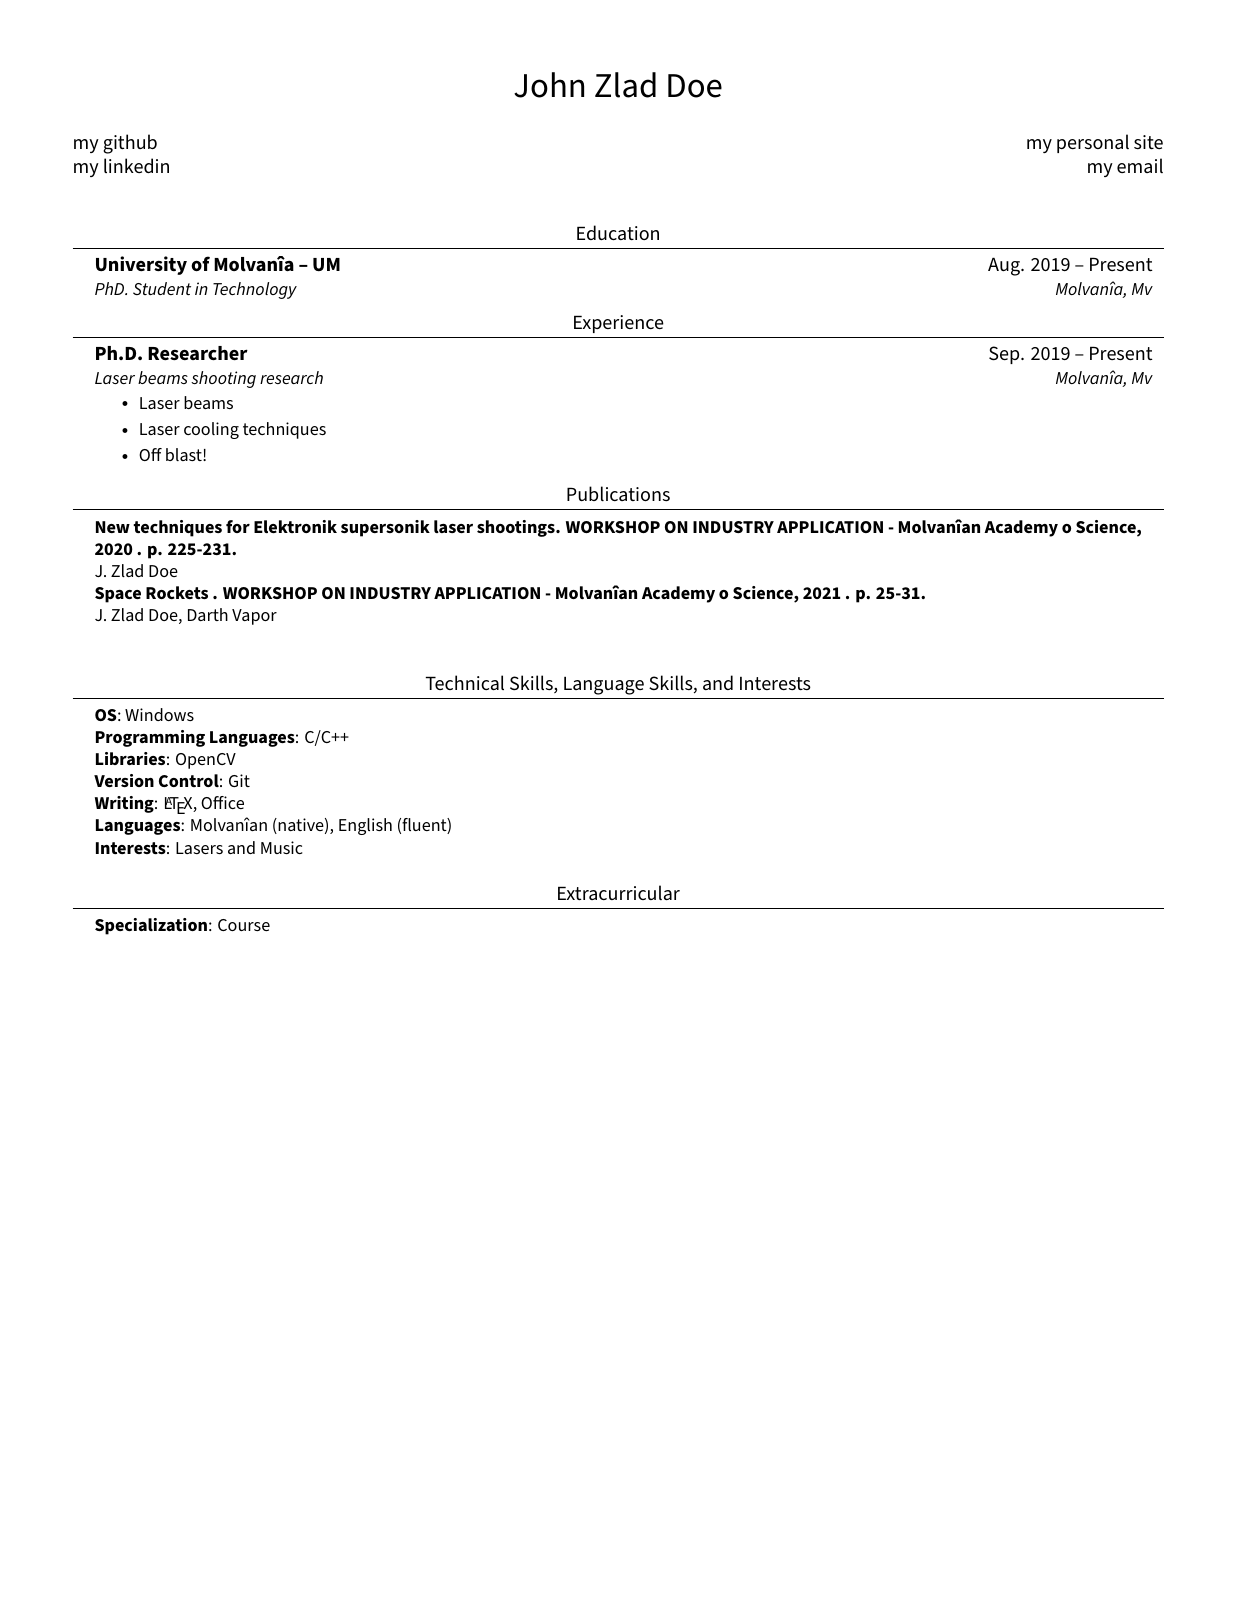 John Zlad Doe
my github my personal site
my linkedin my email
Education
University of Molvanîa – UM Aug. 2019 – Present
PhD. Student in Technology Molvanîa, Mv
Experience
Ph.D. Researcher Sep. 2019 – Present
Laser beams shooting research Molvanîa, Mv
• Laser beams
• Laser cooling techniques
• Off blast!
Publications
New techniques for Elektronik supersonik laser shootings. WORKSHOP ON INDUSTRY APPLICATION - Molvanîan Academy o Science,
2020 . p. 225-231.
J. Zlad Doe
Space Rockets . WORKSHOP ON INDUSTRY APPLICATION - Molvanîan Academy o Science, 2021 . p. 25-31.
J. Zlad Doe, Darth Vapor
Technical Skills, Language Skills, and Interests
OS: Windows
Programming Languages: C/C++
Libraries: OpenCV
Version Control: Git
Writing: LATEX, Office
Languages: Molvanîan (native), English (fluent)
Interests: Lasers and Music
Extracurricular
Specialization: Course